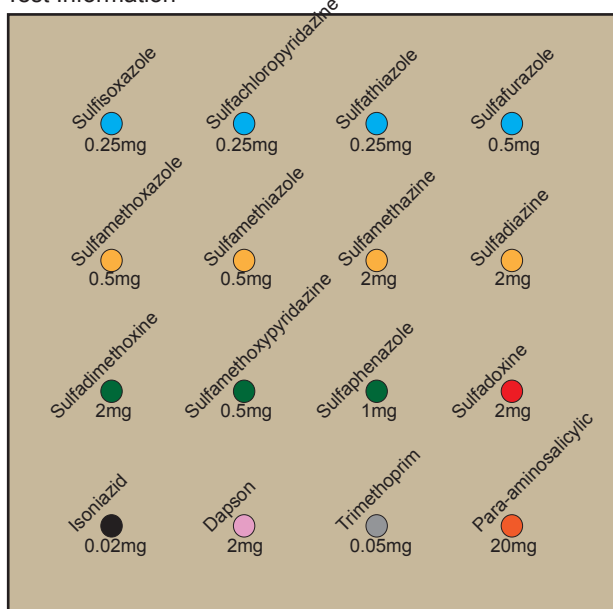 Test Information
Sulfisoxazole
0.25mg
Sulfachloropyridazine
0.25mg
Sulfathiazole
0.25mg
Sulfafurazole
0.5mg
Sulfamethoxazole
0.5mg
Sulfamethiazole
0.5mg
Sulfamethazine
2mg
Sulfadiazine
2mg
Sulfadimethoxine
2mg
Sulfamethoxypyridazine
0.5mg
Sulfaphenazole
1mg
Sulfadoxine
2mg
Isoniazid
0.02mg
Dapson
2mg
Trimethoprim
0.05mg
Para-aminosalicylic
20mg